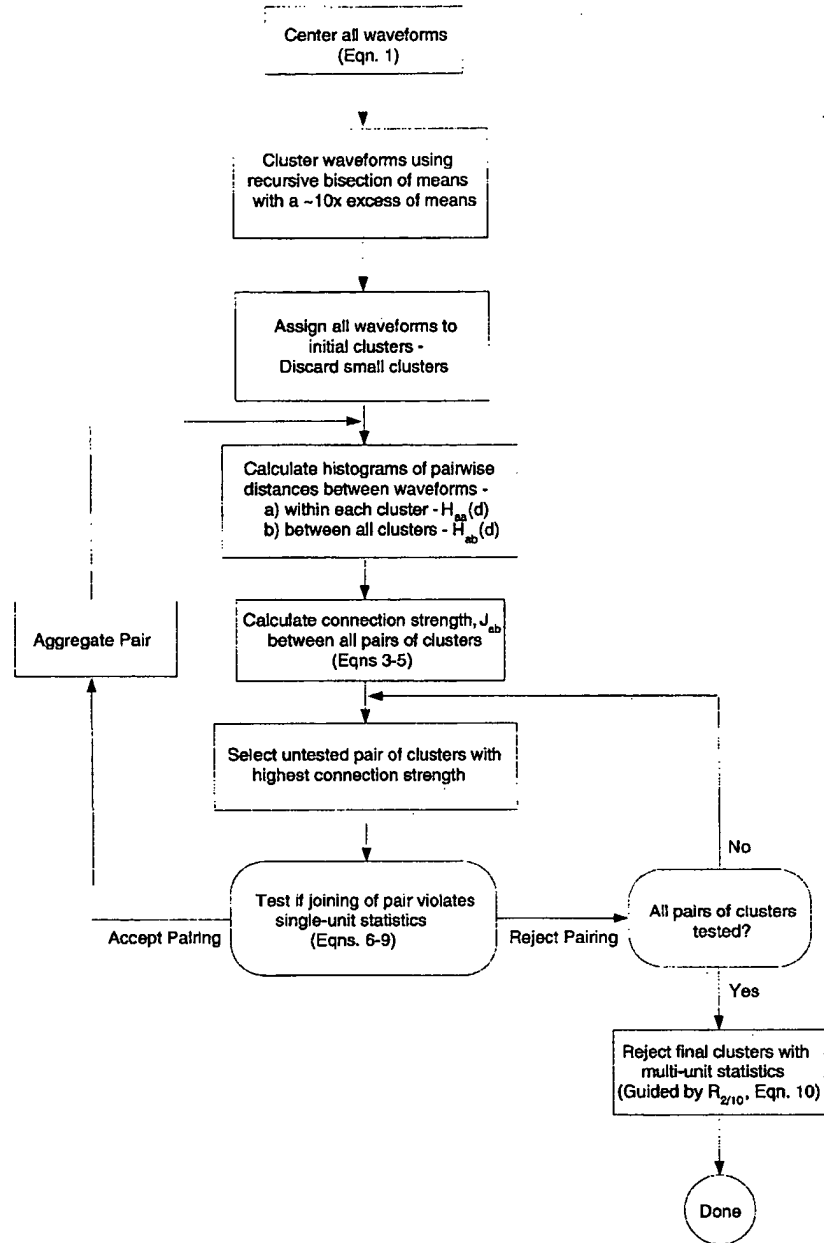 Center all waveforms
(Eqn. 1)
Cluster waveforms using
recursive bisection of means
with a ~10x excess of means
Assign all waveforms to
initial clusters -
Discard small clusters
Calculate histograms of pairwise
distances between waveforms -
a) within each cluster - Haa(d)
b) between all clusters - Hab(d)
Aggregate Pair
Calculate connection strength, Jab
between all pairs of clusters
(Eqns 3-5)
Select untested pair of clusters with
highest connection strength
No
Test if joining of pair violates
single-unit statistics
(Eqns. 6-9)
Accept Pairing
Reject Pairing
All pairs of clusters
tested?
Yes
Reject final clusters with
multi-unit statistics
(Guided by R2/10, Eqn. 10)
Done